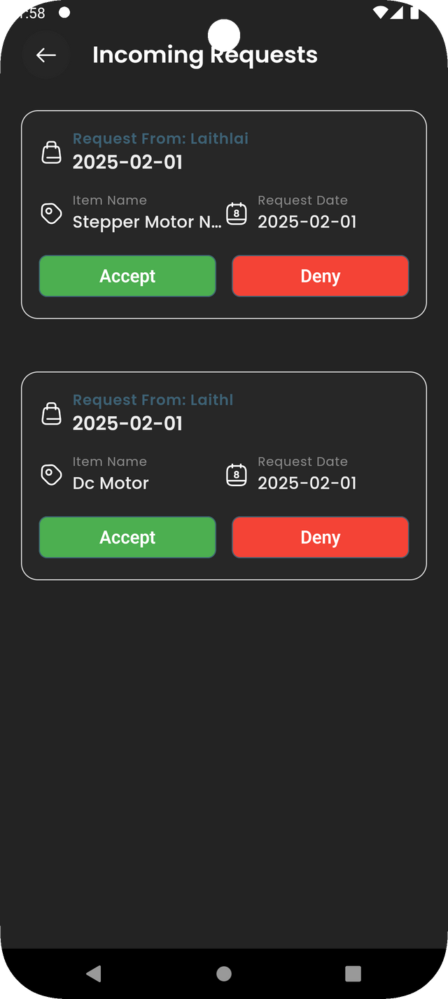 :58
Incoming Requests
Request From: Laithlai
2025-02-01
Item Name
Request Date
Stepper Motor N...
8
2025-02-01
Accept
Deny
Request From: Laithl
2025-02-01
Item Name
Request Date
Dc Motor
8
2025-02-01
Accept
Deny